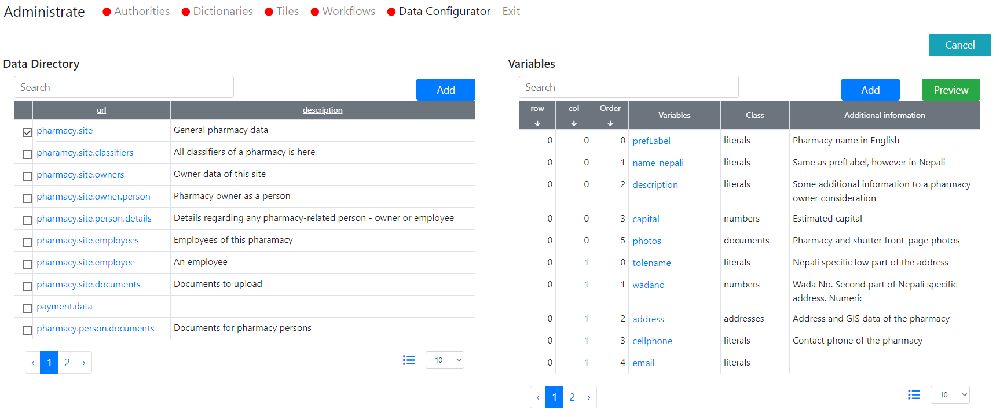 Administrate Authorities Dictionaries Tiles Workflows Data Configurator Exit
Cancel
Data Directory
Search
Add
url description
pharmacy.site General pharmacy data
pharamcy.site.classifiers All classifiers of a pharmacy is here
pharmacy.site.owners Owner data of this site
pharmacy.site.owner.person Pharmacy owner as a person
pharmacy.site.person.details Details regarding any pharmacy-related person - owner or employee
pharmacy.site.employees Employees of this pharamacy
pharmacy.site.employee An employee
pharmacy.site.documents Documents to upload
payment.data
pharmacy.person.documents Documents for pharmacy persons
‹ 1 2 ›
10
Variables
Search
Add
Preview
row col Order Variables Class Additional information
0 0 0 prefLabel literals Pharmacy name in English
0 0 1 name_nepali literals Same as prefLabel, however in Nepali
0 0 2 description literals Some additional information to a pharmacy
owner consideration
0 0 3 capital numbers Estimated capital
0 0 5 photos documents Pharmacy and shutter front-page photos
0 1 0 tolename literals Nepali specific low part of the address
0 1 1 wadano numbers Wada No. Second part of Nepali specific
address. Numeric
0 1 2 address addresses Address and GIS data of the pharmacy
0 1 3 cellphone literals Contact phone of the pharmacy
0 1 4 email literals
‹ 1 2 ›
10